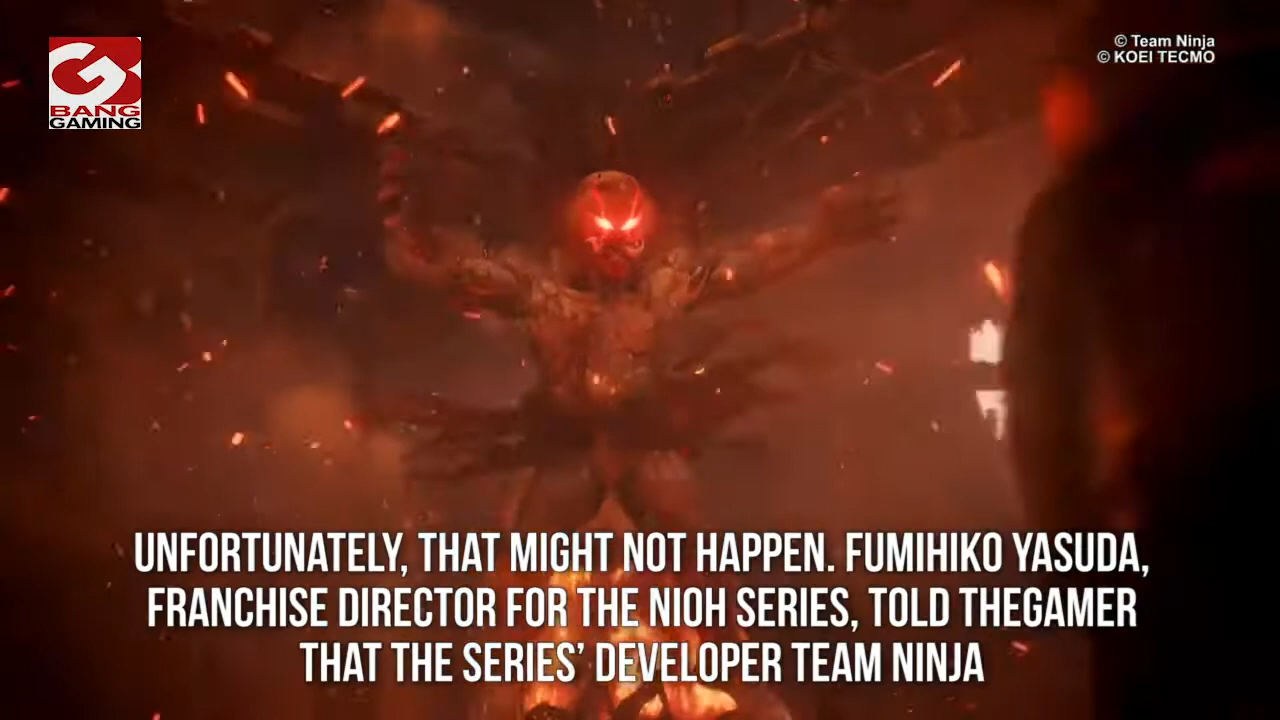 BANG
GAMING
© Team Ninja
© KOEI TECMO
UNFORTUNATELY, THAT MIGHT NOT HAPPEN. FUMIHIKO YASUDA,
FRANCHISE DIRECTOR FOR THE NIOH SERIES, TOLD THEGAMER
THAT THE SERIES’ DEVELOPER TEAM NINJA